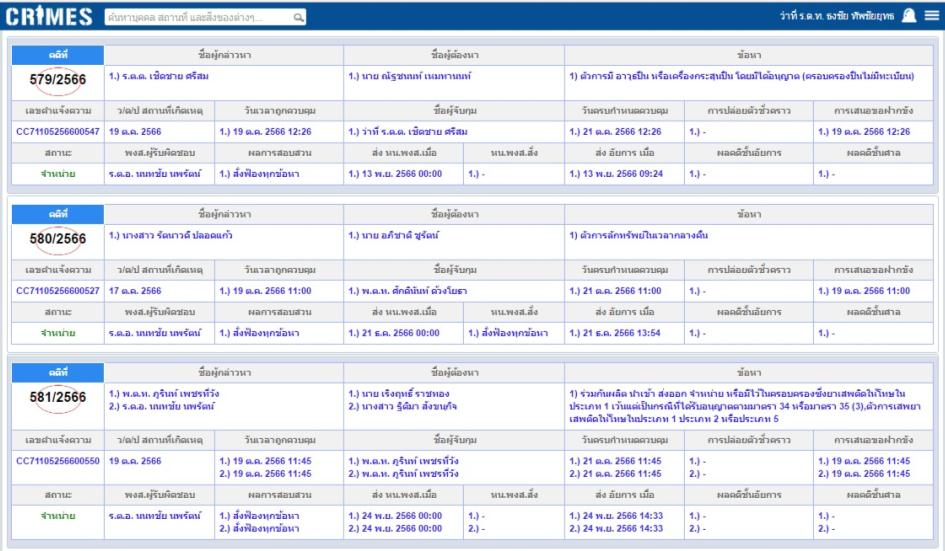 CRIMES
ค้นหาบุคคล สถานที่ และสิ่งของต่างๆ...
ว่าที่ ร.ต.ท. ธงชัย ทัพชัยยุทธ
คดีที่ ชื่อผู้กล่าวหา ชื่อผู้ต้องหา ข้อหา
579/2566 1.) ร.ต.ต. เชิดชาย ศรีสม 1.) นาย ณัฐชนนท์ เนมหานนท์ 1) ตัวการมี อาวุธปืน หรือเครื่องกระสุนปืน โดยมิได้อนุญาต (ครอบครองปืนไม่มีทะเบียน)
เลขคำแจ้งความ ว/ด/ป สถานที่เกิดเหตุ วันเวลาถูกควบคุม ชื่อผู้จับกุม วันครบกำหนดควบคุม การปล่อยตัวชั่วคราว การเสนอขอฝากขัง
CC71105256600547 19 ต.ค. 2566 1.) 19 ต.ค. 2566 12:26 1.) ว่าที่ ร.ต.ต. เชิดชาย ศรีสม 1.) 21 ต.ค. 2566 12:26 1.) - 1.) 19 ต.ค. 2566 12:26
สถานะ พงส.ผู้รับผิดชอบ ผลการสอบสวน ส่ง หน.พงส.เมื่อ หน.พงส.สั่ง ส่ง อัยการ เมื่อ ผลคดีชั้นอัยการ ผลคดีชั้นศาล
จำหน่าย ร.ต.อ. นนทชัย นพรัตน์ 1.) สั่งฟ้องทุกข้อหา 1.) 13 พ.ย. 2566 00:00 1.) - 1.) 13 พ.ย. 2566 09:24 1.) - 1.) -
คดีที่ ชื่อผู้กล่าวหา ชื่อผู้ต้องหา ข้อหา
580/2566 1.) นางสาว รัตนาวดี ปลอดแก้ว 1.) นาย อภิชาติ ชูรัตน์ 1) ตัวการลักทรัพย์ในเวลากลางคืน
เลขคำแจ้งความ ว/ด/ป สถานที่เกิดเหตุ วันเวลาถูกควบคุม ชื่อผู้จับกุม วันครบกำหนดควบคุม การปล่อยตัวชั่วคราว การเสนอขอฝากขัง
CC71105256600527 17 ต.ค. 2566 1.) 19 ต.ค. 2566 11:00 1.) พ.ต.ท. ศักดินันท์ ด้วงโยธา 1.) 21 ต.ค. 2566 11:00 1.) - 1.) 19 ต.ค. 2566 11:00
สถานะ พงส.ผู้รับผิดชอบ ผลการสอบสวน ส่ง หน.พงส.เมื่อ หน.พงส.สั่ง ส่ง อัยการ เมื่อ ผลคดีชั้นอัยการ ผลคดีชั้นศาล
จำหน่าย ร.ต.อ. นนทชัย นพรัตน์ 1.) สั่งฟ้องทุกข้อหา 1.) 21 ธ.ค. 2566 00:00 1.) สั่งฟ้องทุกข้อหา 1.) 21 ธ.ค. 2566 13:54 1.) - 1.) -
คดีที่ ชื่อผู้กล่าวหา ชื่อผู้ต้องหา ข้อหา
581/2566 1.) พ.ต.ท. ภูรินท์ เพชรที่วัง 1.) นาย เริงฤทธิ์ ราชทอง 1) ร่วมกันผลิต นำเข้า ส่งออก จำหน่าย หรือมีไว้ในครอบครองซึ่งยาเสพติดให้โทษใน
2.) ร.ต.อ. นนทชัย นพรัตน์ 2.) นางสาว ฐิติมา สังขนุกิจ ประเภท 1 เว้นแต่เป็นกรณีที่ได้รับอนุญาตตามมาตรา 34 หรือมาตรา 35 (3),ตัวการเสพยา
เสพติดให้โทษในประเภท 1 ประเภท 2 หรือประเภท 5
เลขคำแจ้งความ ว/ด/ป สถานที่เกิดเหตุ วันเวลาถูกควบคุม ชื่อผู้จับกุม วันครบกำหนดควบคุม การปล่อยตัวชั่วคราว การเสนอขอฝากขัง
CC71105256600550 19 ต.ค. 2566 1.) 19 ต.ค. 2566 11:45 1.) พ.ต.ท. ภูรินท์ เพชรที่วัง 1.) 21 ต.ค. 2566 11:45 1.) - 1.) 19 ต.ค. 2566 11:45
2.) 19 ต.ค. 2566 11:45 2.) พ.ต.ท. ภูรินท์ เพชรที่วัง 2.) 21 ต.ค. 2566 11:45 2.) - 2.) 19 ต.ค. 2566 11:45
สถานะ พงส.ผู้รับผิดชอบ ผลการสอบสวน ส่ง หน.พงส.เมื่อ หน.พงส.สั่ง ส่ง อัยการ เมื่อ ผลคดีชั้นอัยการ ผลคดีชั้นศาล
จำหน่าย ร.ต.อ. นนทชัย นพรัตน์ 1.) สั่งฟ้องทุกข้อหา 1.) 24 พ.ย. 2566 00:00 1.) - 1.) 24 พ.ย. 2566 14:33 1.) - 1.) -
2.) สั่งฟ้องทุกข้อหา 2.) 24 พ.ย. 2566 00:00 2.) - 2.) 24 พ.ย. 2566 14:33 2.) - 2.) -